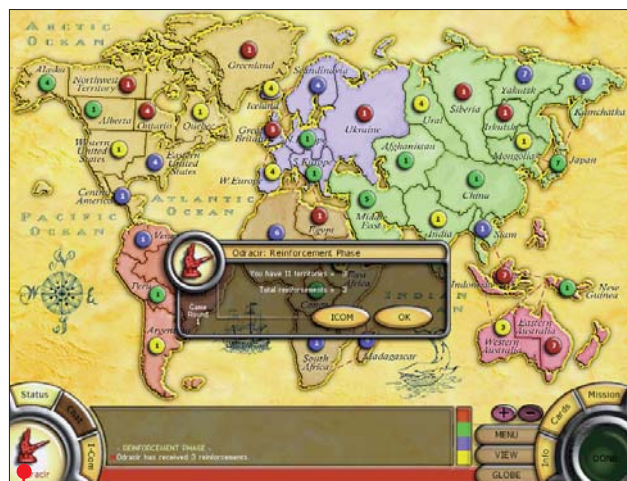 ARCTIC
OCEAN
Greenland
Alaska
Northwest
Territory
Alberta
Ontario
Quebec
Iceland
Scandinavia
Great
Britain
Ukraine
Ural
Siberia
Yakutsk
Kamchatka
Irkutsk
Mongolia
Japan
Western
United
States
Eastern
United
States
Central
America
W. Europe
S. Europe
Afghanistan
China
Middle
East
India
Siam
ATLANTIC
OCEAN
PACIFIC
OCEAN
Egypt
Peru
Argentina
Indonesia
New
Guinea
Eastern
Australia
Western
Australia
South
Africa
Madagascar
Odracir: Reinforcement Phase
You have 11 territories = 3
Total reinforcements = 3
Game
Round
1
ICOM
OK
Status
Chat
I-Com
- REINFORCEMENT PHASE -
Odracir has received 3 reinforcements.
MENU
VIEW
GLOBE
Info
Cards
Mission
DONE